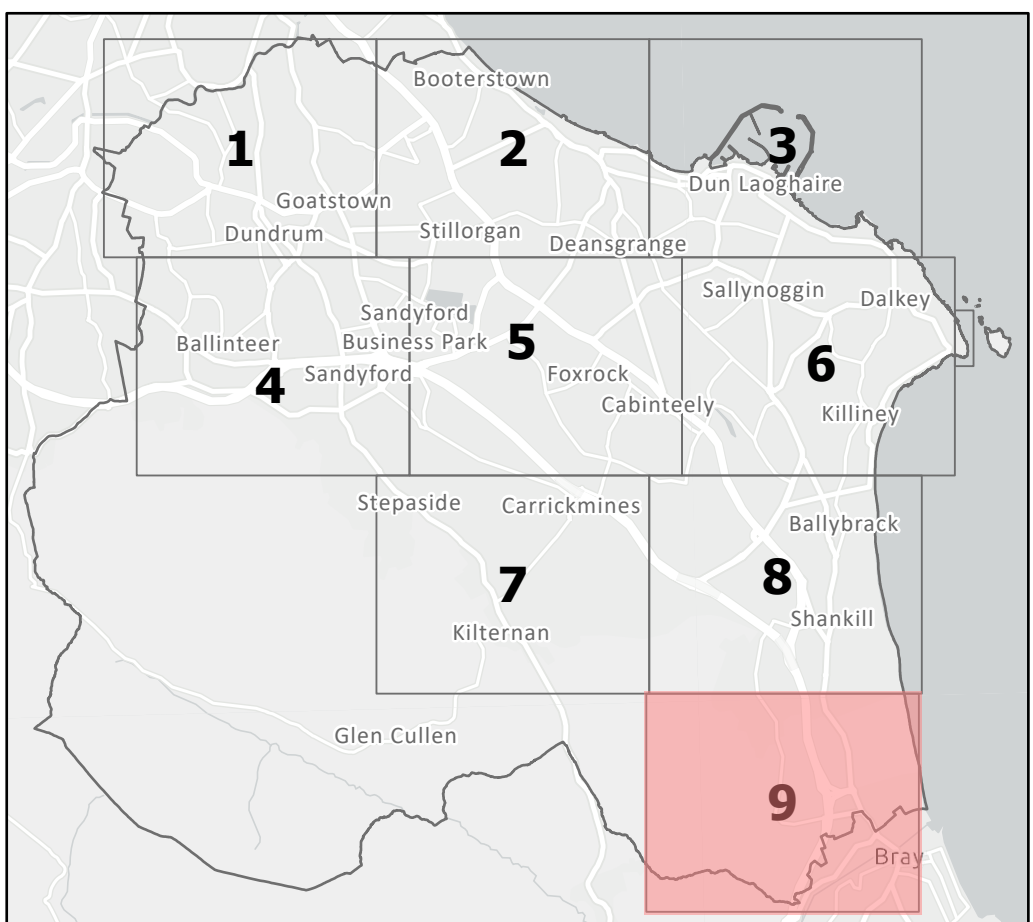 Booterstown
1
2
3
Dun Laoghaire
Goatstown
Dundrum
Stillorgan
Deansgrange
Sallynoggin
Dalkey
Sandyford
Business Park
Ballinteer
5
6
Sandyford
4
Foxrock
Cabinteely
Killiney
Stepaside
Carrickmines
Ballybrack
7
8
Shankill
Kilternan
Glen Cullen
9
Bray